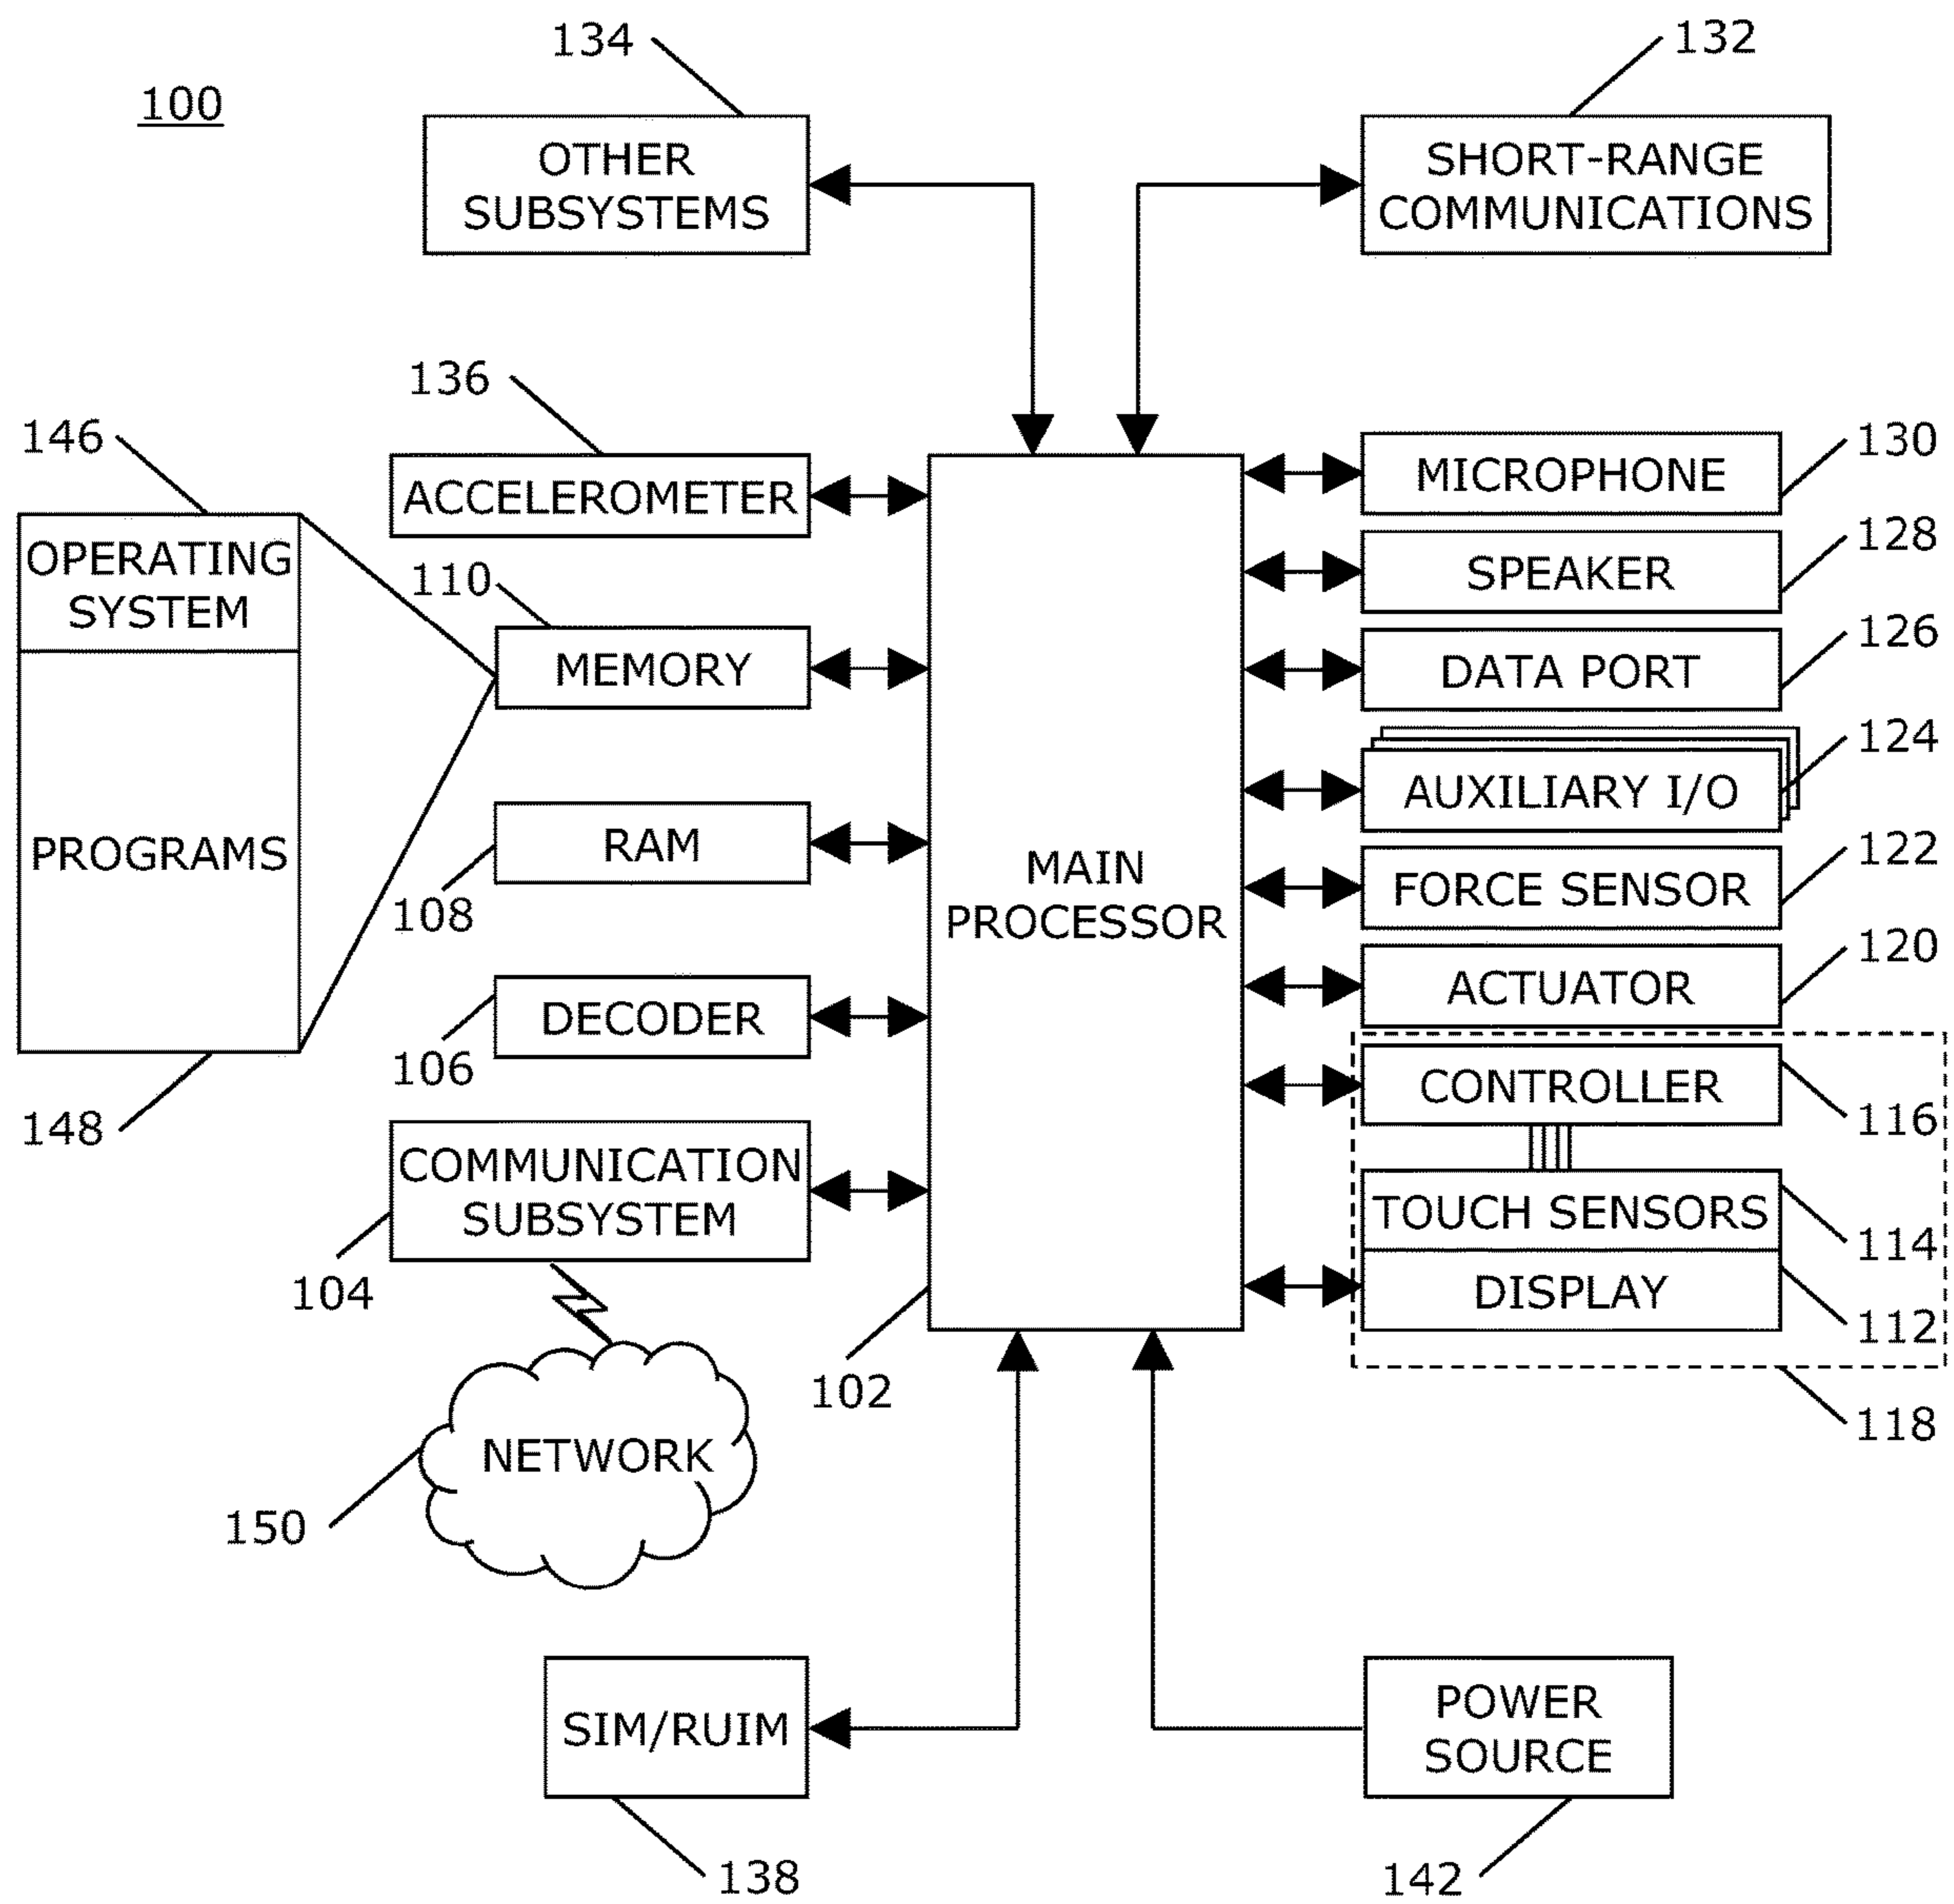 134
132
100
OTHER
SUBSYSTEMS
SHORT-RANGE
COMMUNICATIONS
136
146
ACCELEROMETER
MICROPHONE
130
OPERATING
SYSTEM
110
SPEAKER
128
MEMORY
DATA PORT
126
AUXILIARY I/O
124
PROGRAMS
RAM
108
MAIN
PROCESSOR
FORCE SENSOR
122
ACTUATOR
120
DECODER
106
CONTROLLER
116
148
COMMUNICATION
SUBSYSTEM
104
TOUCH SENSORS
114
DISPLAY
112
102
118
NETWORK
150
SIM/RUIM
POWER
SOURCE
138
142